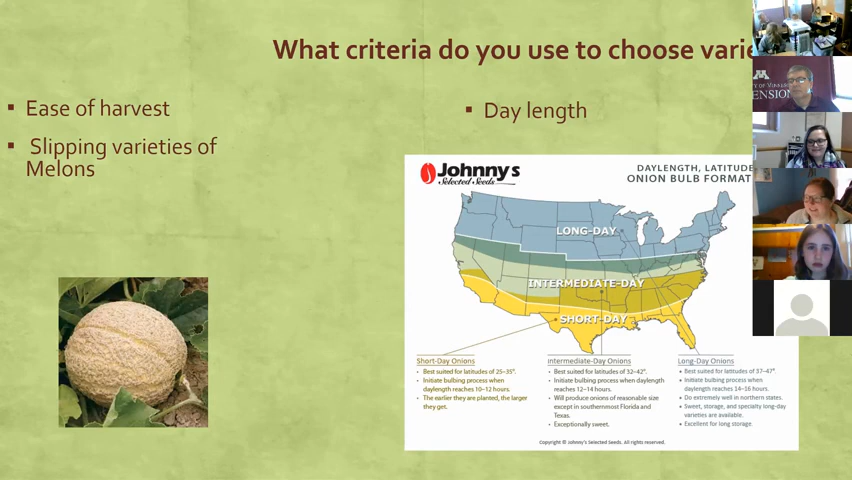 What criteria do you use to choose varie
Ease of harvest
Slipping varieties of
Melons
Day length
Johnny's
Selected Seeds
DAYLENGTH, LATITUDE
ONION BULB FORMAT
LONG-DAY
INTERMEDIATE-DAY
SHORT-DAY
Short-Day Onions
Best suited for latitudes of 25–35°.
Initiate bulbing process when
daylength reaches 10–12 hours.
The earlier they are planted, the larger
they get.
Intermediate-Day Onions
Best suited for latitudes of 32–42°.
Initiate bulbing process when daylength
reaches 12–14 hours.
Will produce onions of reasonable size
except in southernmost Florida and
Texas.
Exceptionally sweet.
Long-Day Onions
Best suited for latitudes of 37–47°.
Initiate bulbing process when
daylength reaches 14–16 hours.
Do extremely well in northern states.
Sweet, storage, and specialty long-day
varieties are available.
Excellent for long storage.
Copyright © Johnny's Selected Seeds. All rights reserved.